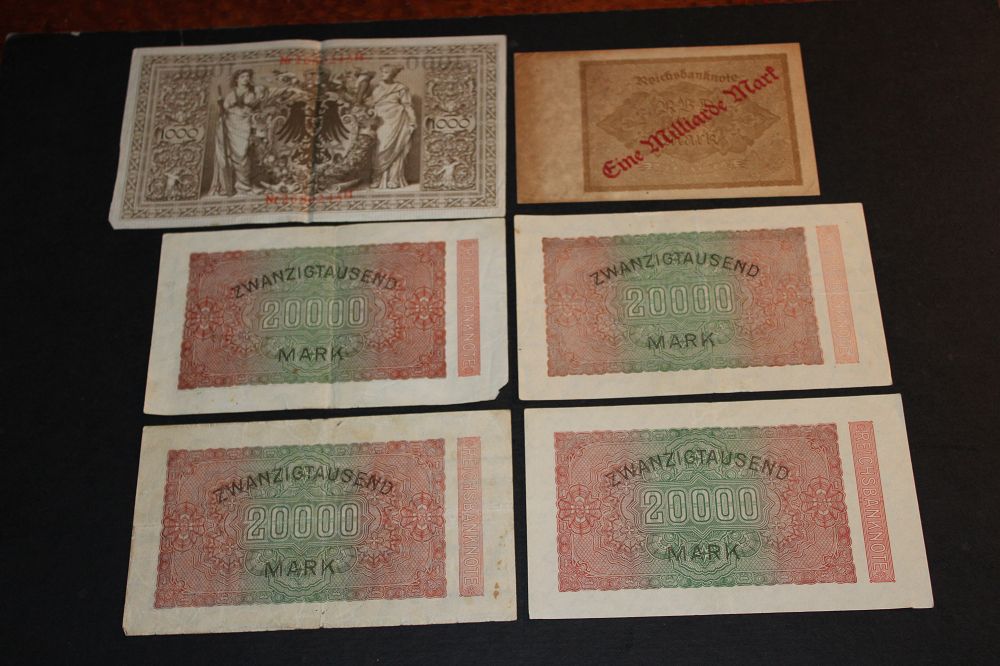 1000
1000
Reichsbanknote
Mark
Eine Milliarde Mark
ZWANZIGTAUSEND
20000
MARK
REICHSBANKNOTE
ZWANZIGTAUSEND
20000
MARK
ZWANZIGTAUSEND
20000
MARK
REICHSBANKNOTE
ZWANZIGTAUSEND
20000
MARK
REICHSBANKNOTE